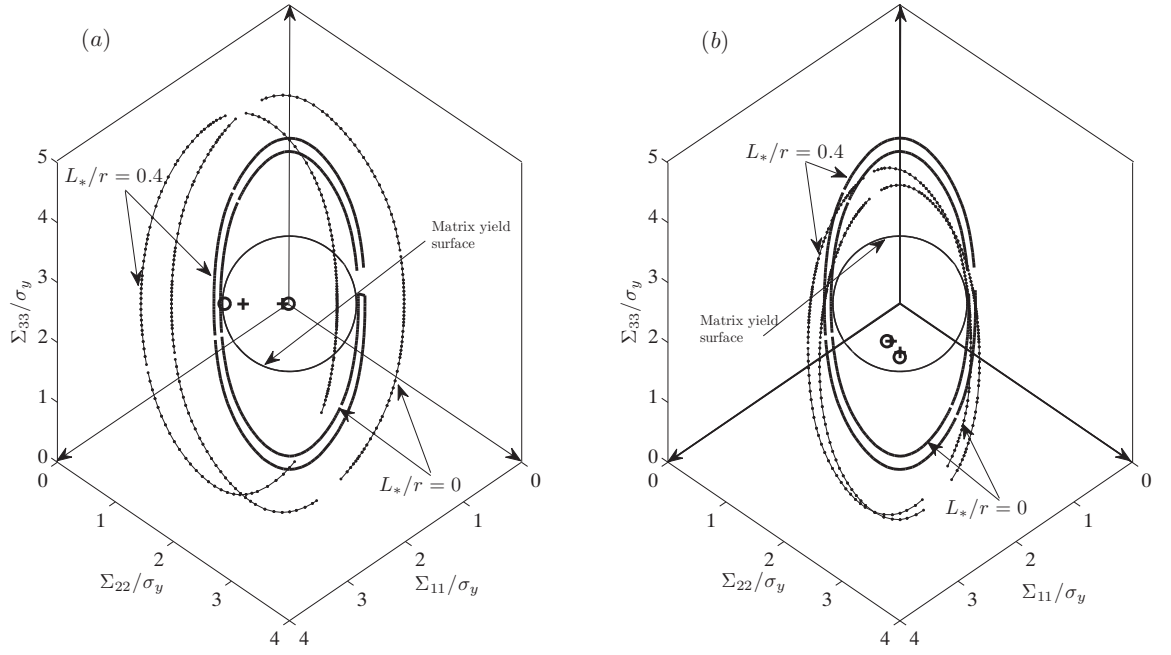 (a)
5
4
3
2
1
0
Σ33/σy
L*/r = 0.4
Matrix yield
surface
L*/r = 0
0
1
2
3
4
Σ22/σy
0
1
2
3
4
Σ11/σy
(b)
5
4
3
2
1
0
Σ33/σy
L*/r = 0.4
Matrix yield
surface
L*/r = 0
0
1
2
3
4
Σ22/σy
0
1
2
3
4
Σ11/σy